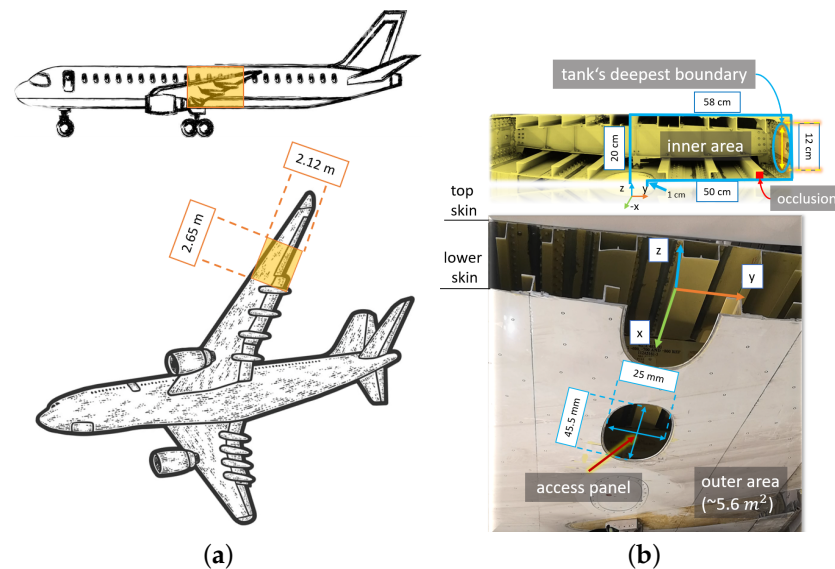 2.12 m
2.65 m
(a)
tank's deepest boundary
58 cm
20 cm
inner area
12 cm
z
y
-x
1 cm
50 cm
occlusion
top
skin
lower
skin
z
y
x
25 mm
45.5 mm
access panel
outer area
(~5.6 m²)
(b)